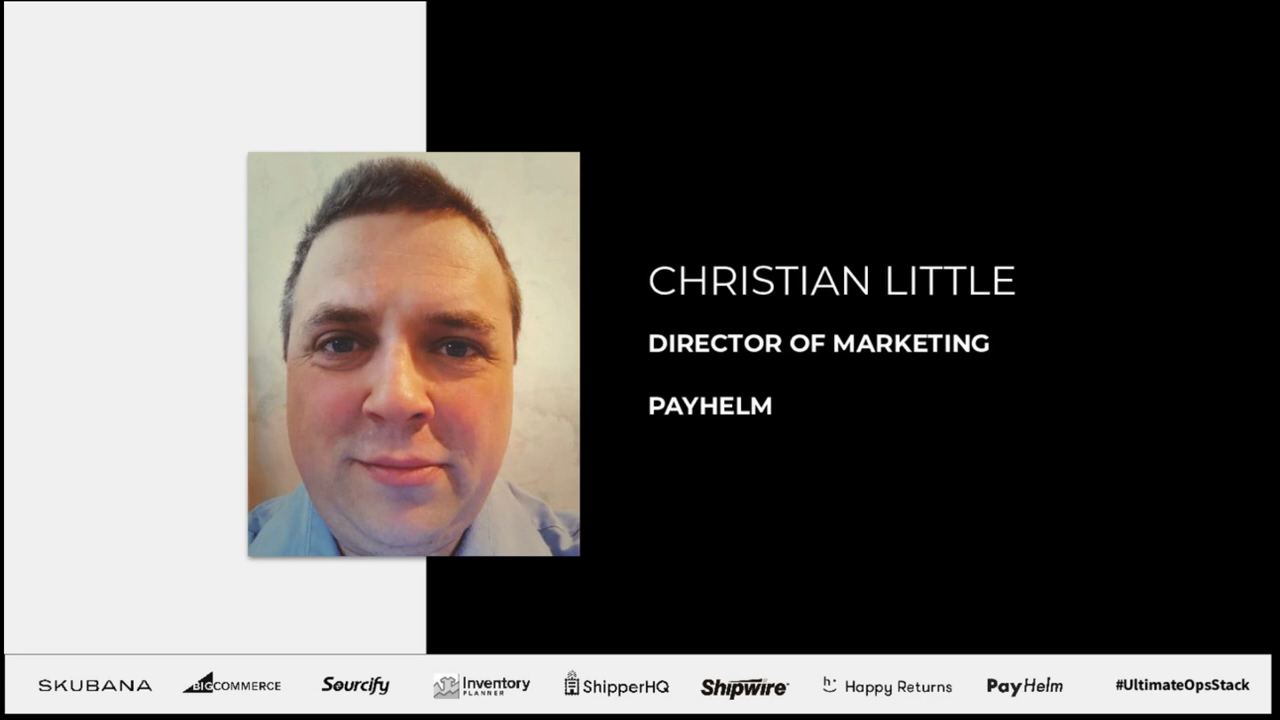 CHRISTIAN LITTLE
DIRECTOR OF MARKETING
PAYHELM
SKUBANA BIGCOMMERCE Sourcify Inventory PLANNER ShipperHQ Shipwire Happy Returns PayHelm #UltimateOpsStack